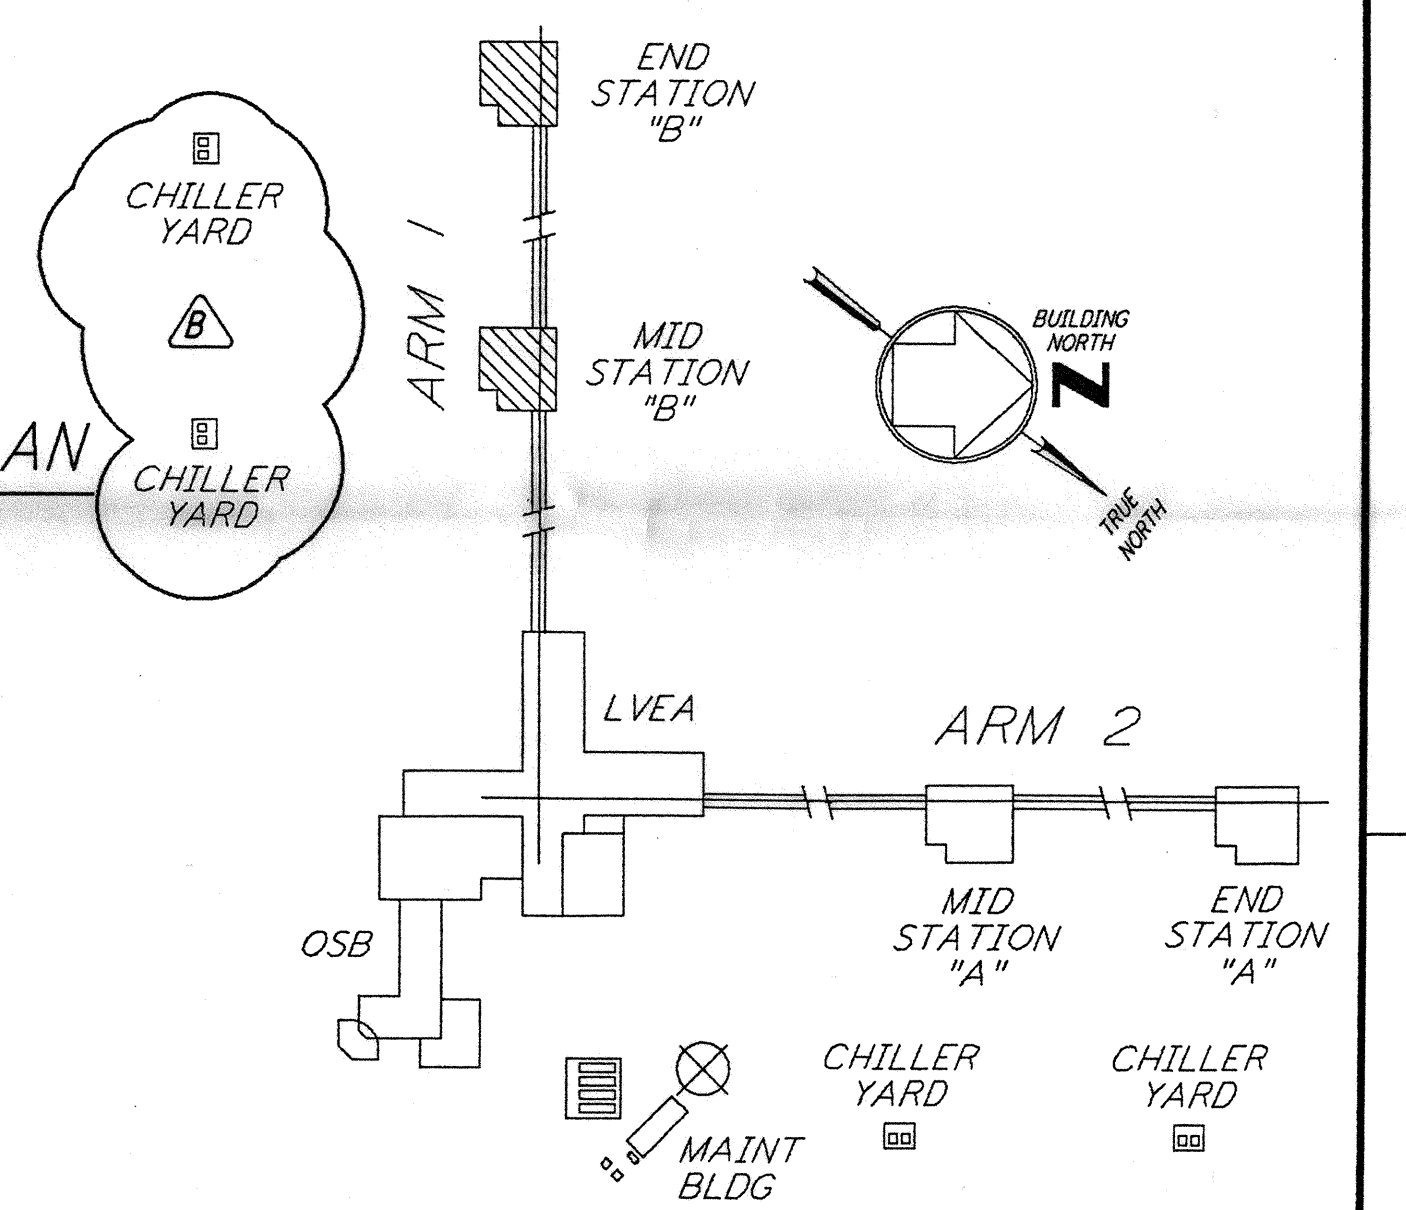 END
STATION
"B"
CHILLER
YARD
ARM 1
B
BUILDING
NORTH
N
MID
STATION
"B"
AN
CHILLER
YARD
TRUE
NORTH
LVEA
ARM 2
MID
STATION
"A"
END
STATION
"A"
OSB
CHILLER
YARD
CHILLER
YARD
MAINT
BLDG